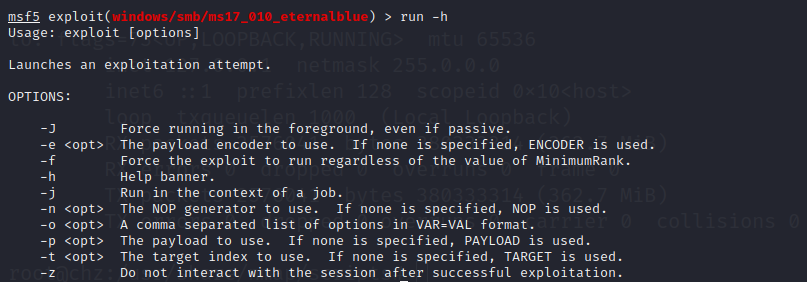 msf5 exploit(windows/smb/ms17_010_eternalblue) > run -h
Usage: exploit [options]
Launches an exploitation attempt.
OPTIONS:
-J Force running in the foreground, even if passive.
-e <opt> The payload encoder to use. If none is specified, ENCODER is used.
-f Force the exploit to run regardless of the value of MinimumRank.
-h Help banner.
-j Run in the context of a job.
-n <opt> The NOP generator to use. If none is specified, NOP is used.
-o <opt> A comma separated list of options in VAR=VAL format.
-p <opt> The payload to use. If none is specified, PAYLOAD is used.
-t <opt> The target index to use. If none is specified, TARGET is used.
-z Do not interact with the session after successful exploitation.